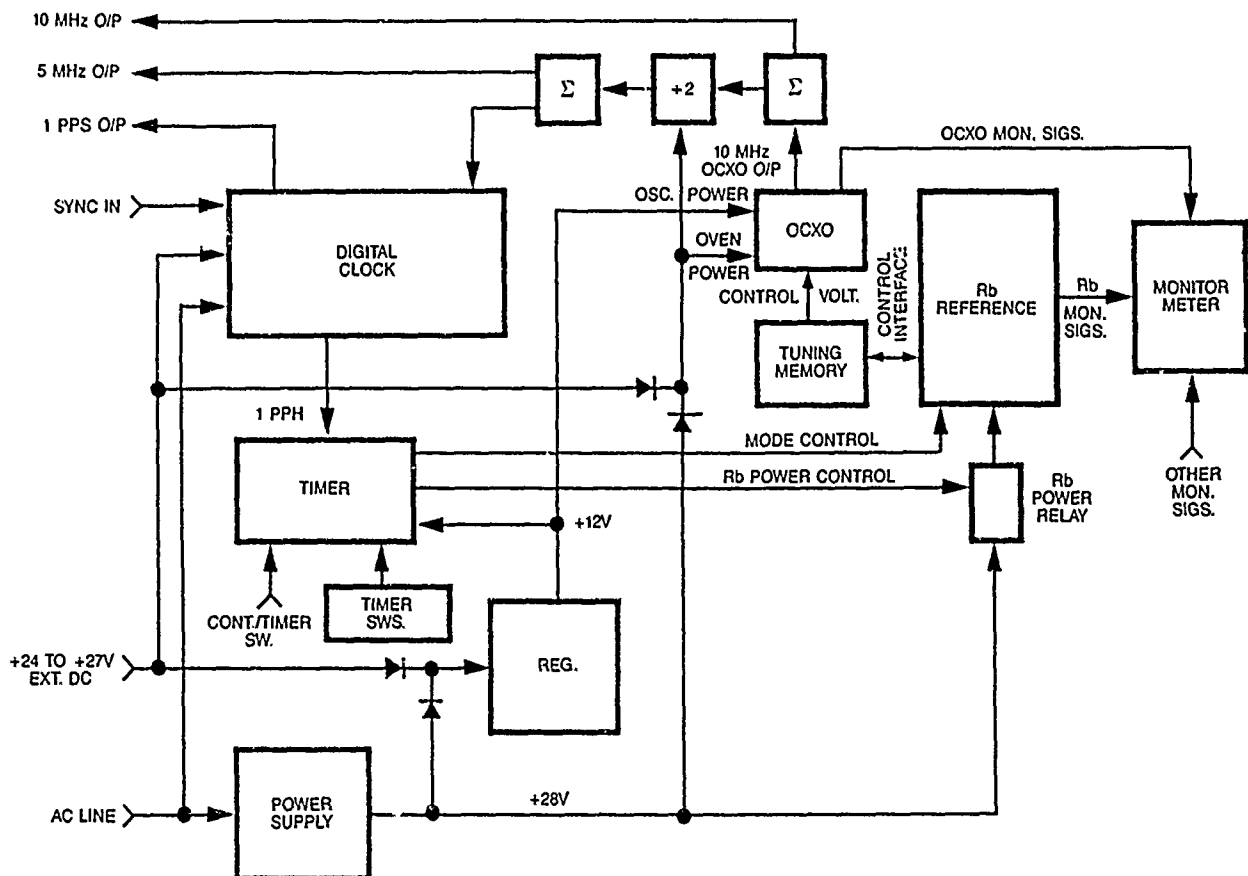 10 MHz O/P
5 MHz O/P
1 PPS O/P
Σ
÷2
Σ
10 MHz
OCXO O/P
OCXO MON. SIGS.
SYNC IN
DIGITAL
CLOCK
OSC. POWER
OCXO
OVEN
POWER
CONTROL VOLT.
CONTROL
INTERFACE
Rb
REFERENCE
Rb
MON.
SIGS.
MONITOR
METER
TUNING
MEMORY
1 PPH
MODE CONTROL
TIMER
Rb POWER CONTROL
Rb
POWER
RELAY
OTHER
MON.
SIGS.
+12V
CONT./TIMER
SW.
TIMER
SWS.
+24 TO +27V
EXT. DC
REG.
AC LINE
POWER
SUPPLY
+28V